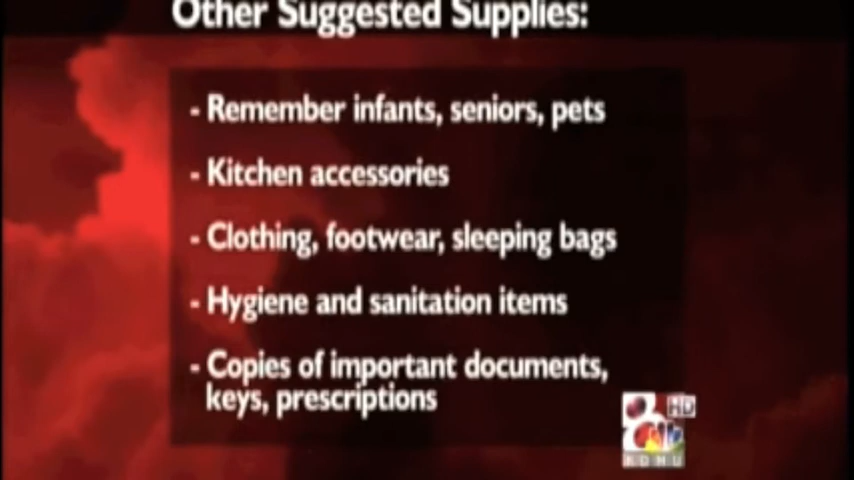 Other Suggested Supplies:
- Remember infants, seniors, pets
- Kitchen accessories
- Clothing, footwear, sleeping bags
- Hygiene and sanitation items
- Copies of important documents,
keys, prescriptions
HD
KOMU